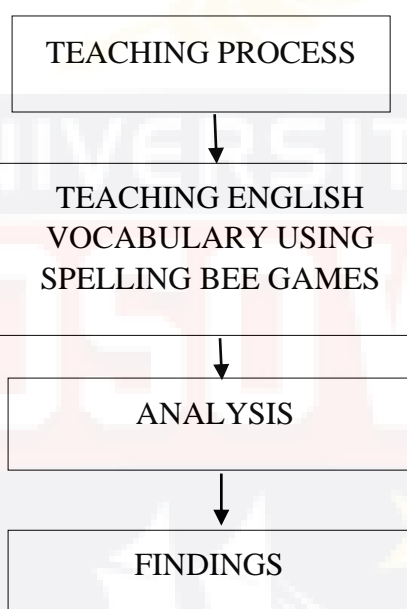 TEACHING PROCESS
TEACHING ENGLISH
VOCABULARY USING
SPELLING BEE GAMES
ANALYSIS
FINDINGS